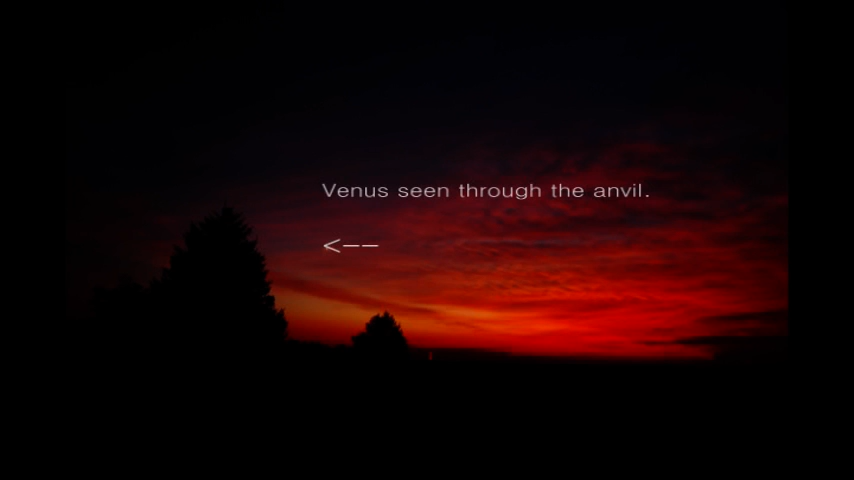 Venus seen through the anvil.
<--